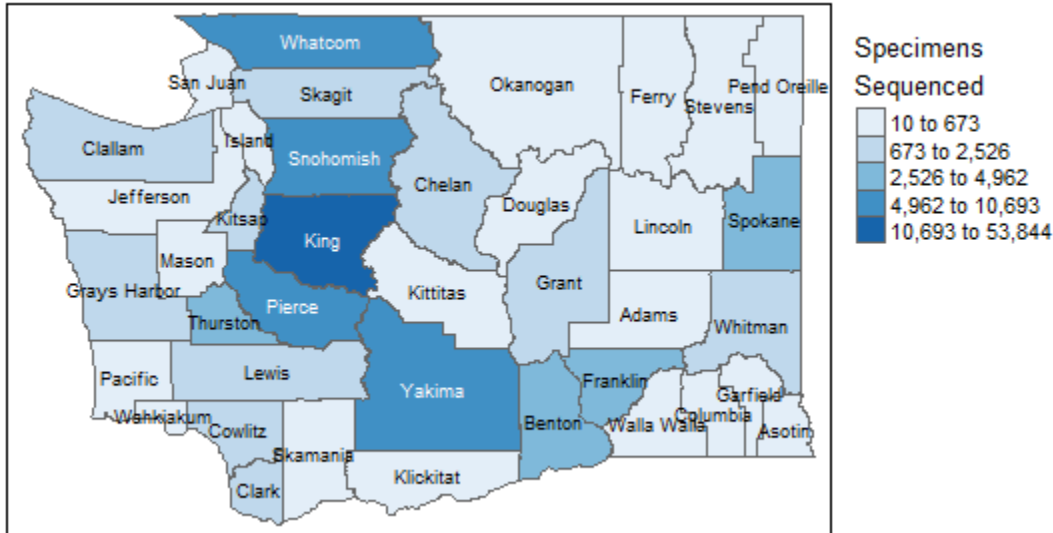 Whatcom
San Juan
Skagit
Okanogan
Ferry
Stevens
Pend Oreille
Clallam
Island
Snohomish
Chelan
Jefferson
Kitsap
Douglas
Lincoln
Spokane
King
Mason
Grays Harbor
Kittitas
Grant
Pierce
Thurston
Adams
Whitman
Pacific
Lewis
Yakima
Franklin
Garfield
Wahkiakum
Cowlitz
Benton
Walla Walla
Columbia
Asotin
Skamania
Klickitat
Clark
Specimens
Sequenced
10 to 673
673 to 2,526
2,526 to 4,962
4,962 to 10,693
10,693 to 53,844